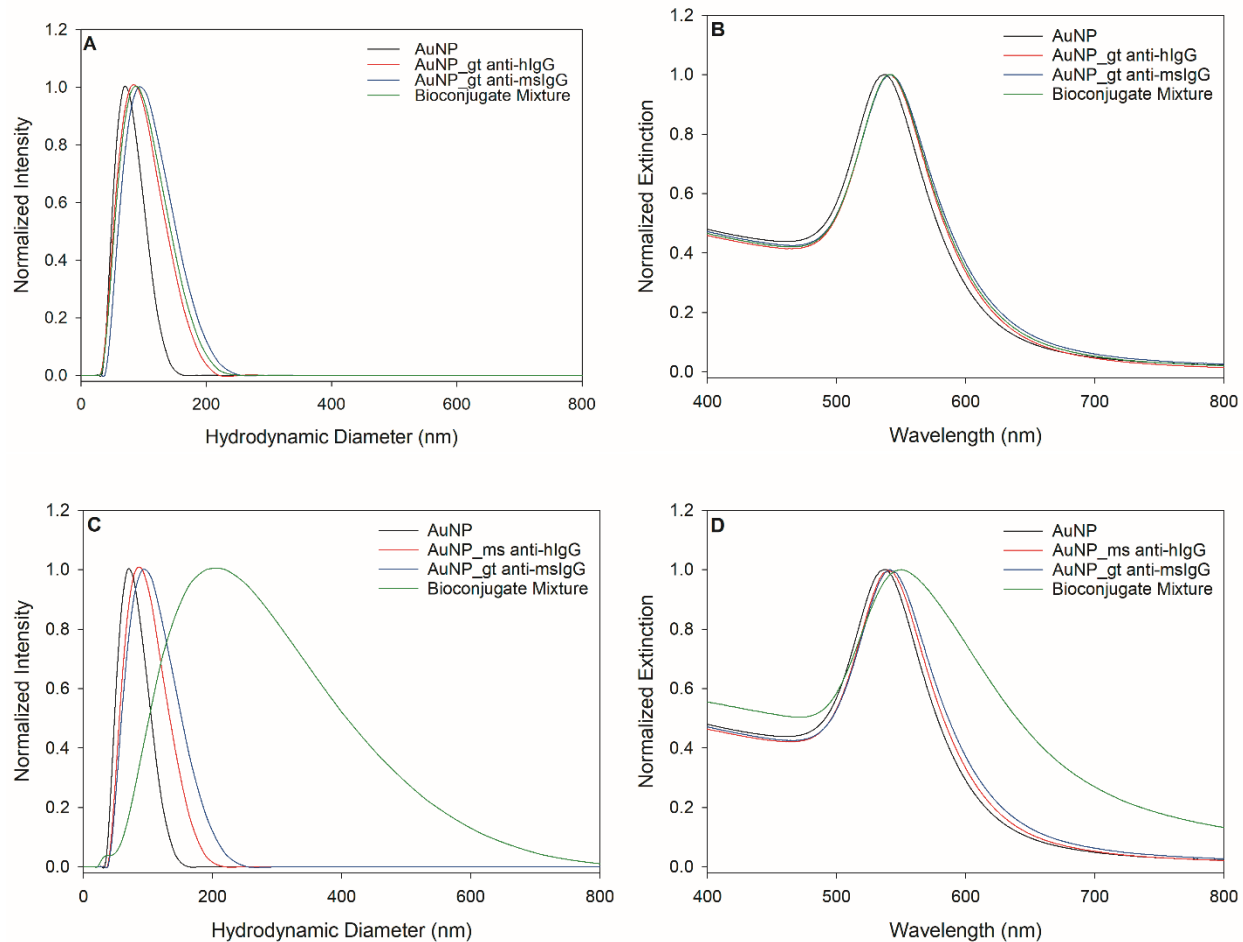 A
AuNP
AuNP_gt anti-hIgG
AuNP_gt anti-msIgG
Bioconjugate Mixture
Normalized Intensity
1.2
1.0
0.8
0.6
0.4
0.2
0.0
0 200 400 600 800
Hydrodynamic Diameter (nm)
B
AuNP
AuNP_gt anti-hIgG
AuNP_gt anti-msIgG
Bioconjugate Mixture
Normalized Extinction
1.2
1.0
0.8
0.6
0.4
0.2
0.0
400 500 600 700 800
Wavelength (nm)
C
AuNP
AuNP_ms anti-hIgG
AuNP_gt anti-msIgG
Bioconjugate Mixture
Normalized Intensity
1.2
1.0
0.8
0.6
0.4
0.2
0.0
0 200 400 600 800
Hydrodynamic Diameter (nm)
D
AuNP
AuNP_ms anti-hIgG
AuNP_gt anti-msIgG
Bioconjugate Mixture
Normalized Extinction
1.2
1.0
0.8
0.6
0.4
0.2
0.0
400 500 600 700 800
Wavelength (nm)